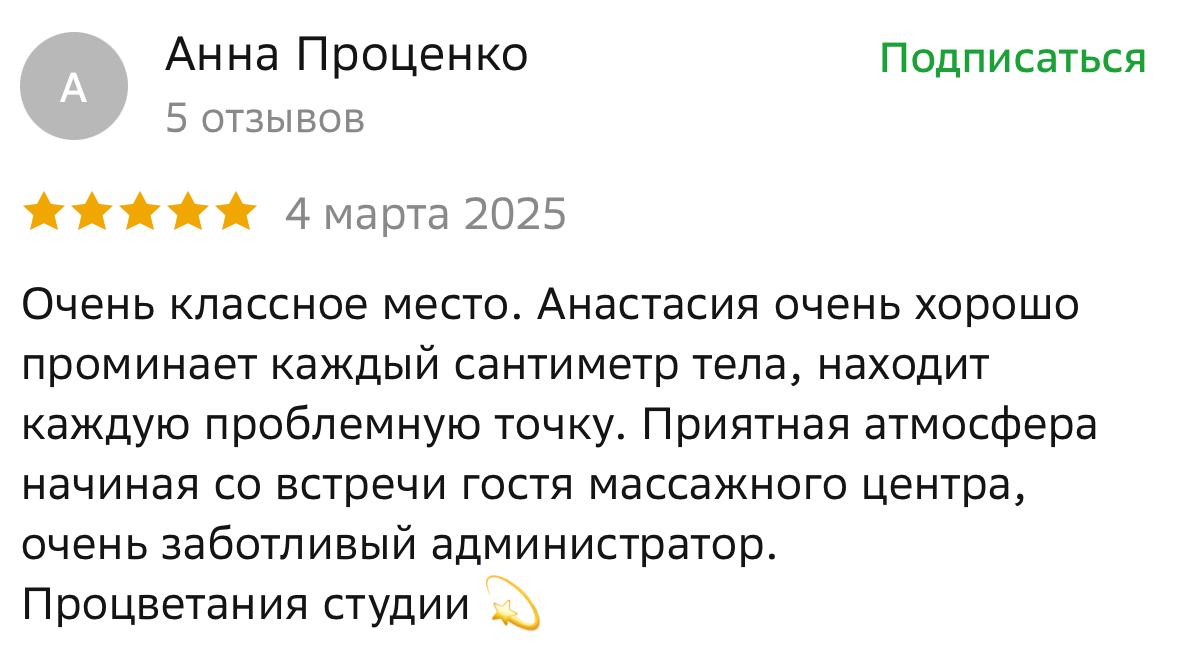 А
Анна Проценко
Подписаться
5 отзывов
4 марта 2025
Очень классное место. Анастасия очень хорошо
проминает каждый сантиметр тела, находит
каждую проблемную точку. Приятная атмосфера
начиная со встречи гостя массажного центра,
очень заботливый администратор.
Процветания студии 💫